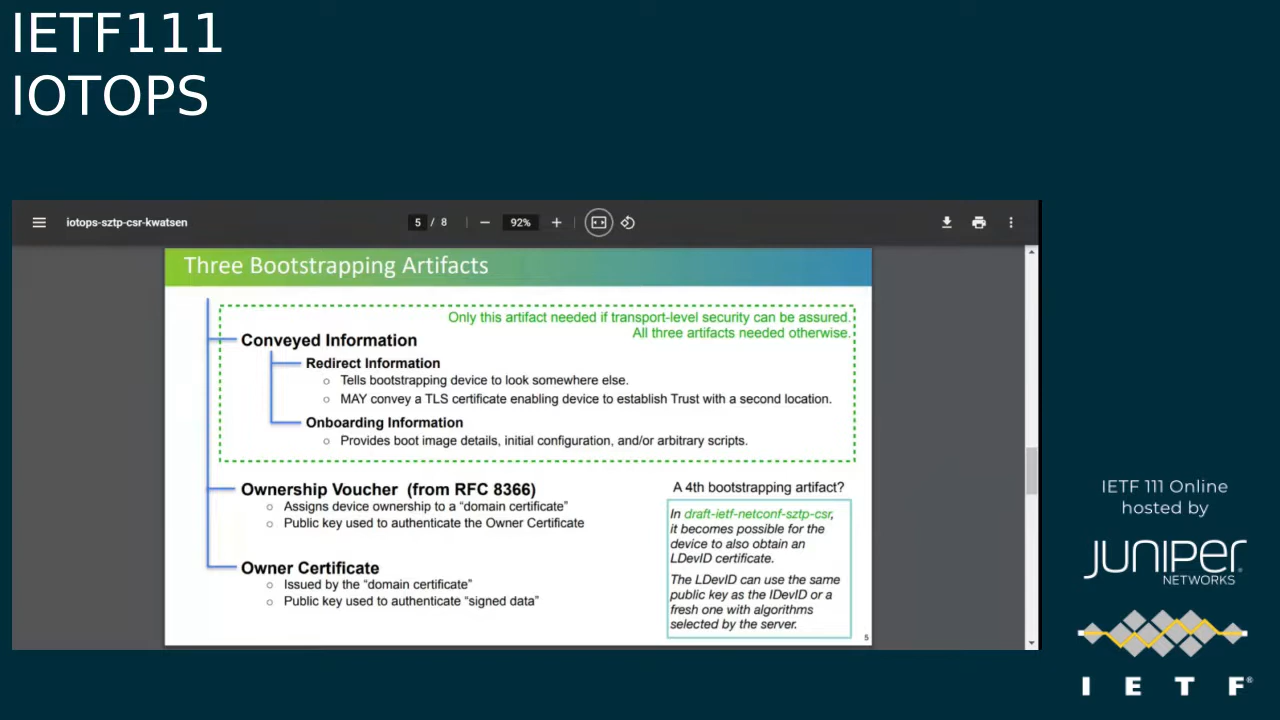 IETF111
IOTOPS
iotops-sztp-csr-kwatsen
5 / 8
92%
Three Bootstrapping Artifacts
Only this artifact needed if transport-level security can be assured.
All three artifacts needed otherwise.
Conveyed Information
Redirect Information
○ Tells bootstrapping device to look somewhere else.
○ MAY convey a TLS certificate enabling device to establish Trust with a second location.
Onboarding Information
○ Provides boot image details, initial configuration, and/or arbitrary scripts.
Ownership Voucher (from RFC 8366)
○ Assigns device ownership to a “domain certificate”
○ Public key used to authenticate the Owner Certificate
Owner Certificate
○ Issued by the “domain certificate”
○ Public key used to authenticate “signed data”
A 4th bootstrapping artifact?
In draft-ietf-netconf-sztp-csr,
it becomes possible for the
device to also obtain an
LDevID certificate.
The LDevID can use the same
public key as the IDevID or a
fresh one with algorithms
selected by the server.
5
IETF 111 Online
hosted by
JUNIPER
NETWORKS
I E T F®